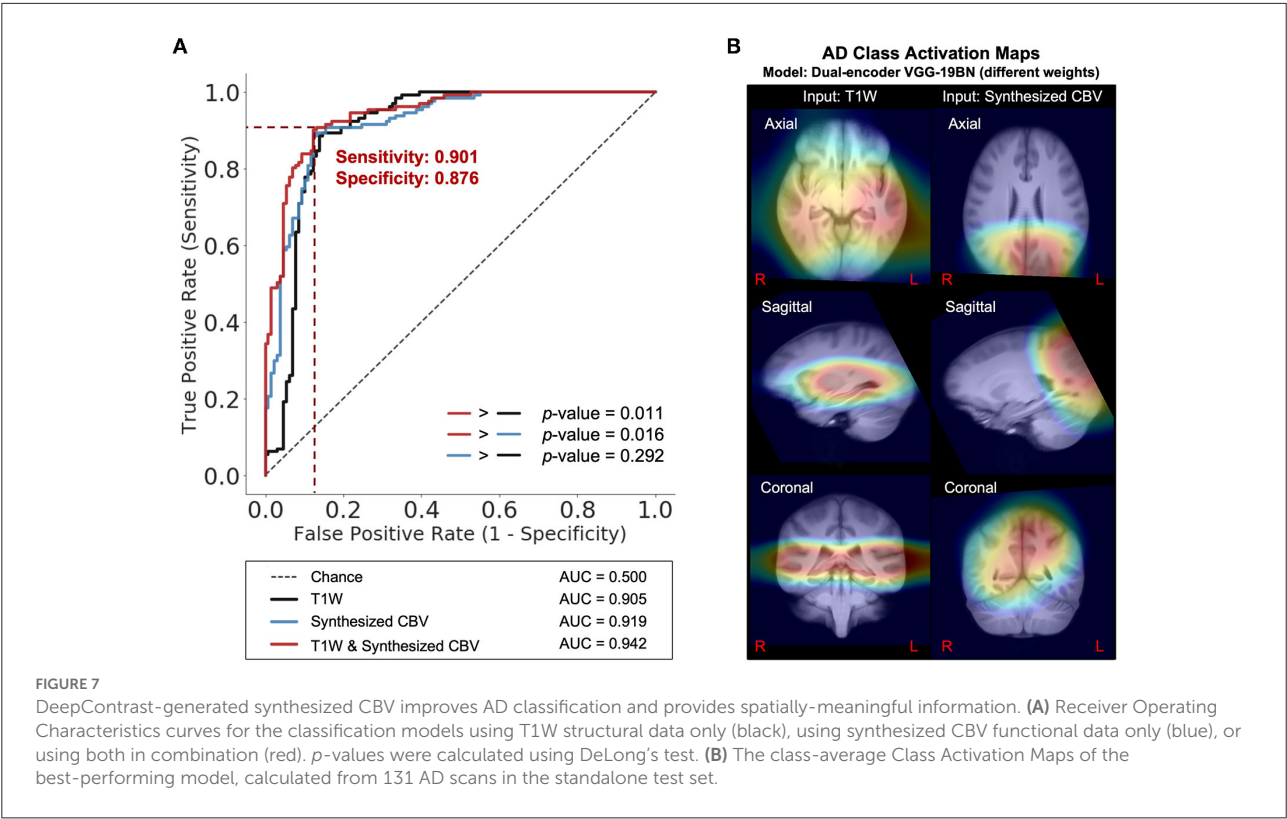 A
1.0
0.8
0.6
0.4
0.2
0.0
True Positive Rate (Sensitivity)
Sensitivity: 0.901
Specificity: 0.876
> p-value = 0.011
> p-value = 0.016
> p-value = 0.292
0.0 0.2 0.4 0.6 0.8 1.0
False Positive Rate (1 - Specificity)
Chance AUC = 0.500
T1W AUC = 0.905
Synthesized CBV AUC = 0.919
T1W & Synthesized CBV AUC = 0.942
B
AD Class Activation Maps
Model: Dual-encoder VGG-19BN (different weights)
Input: T1W Input: Synthesized CBV
Axial Axial
R L R L
Sagittal Sagittal
Coronal Coronal
R L R L
FIGURE 7
DeepContrast-generated synthesized CBV improves AD classification and provides spatially-meaningful information. (A) Receiver Operating
Characteristics curves for the classification models using T1W structural data only (black), using synthesized CBV functional data only (blue), or
using both in combination (red). p-values were calculated using DeLong's test. (B) The class-average Class Activation Maps of the
best-performing model, calculated from 131 AD scans in the standalone test set.